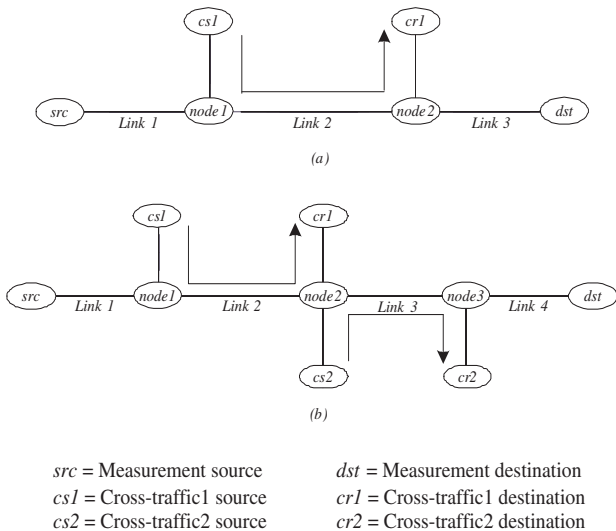 cs1 cr1
src node1 node2 dst
Link 1 Link 2 Link 3
(a)
cs1 cr1
src node1 node2 node3 dst
Link 1 Link 2 Link 3 Link 4
cs2 cr2
(b)
src = Measurement source dst = Measurement destination
cs1 = Cross-traffic1 source cr1 = Cross-traffic1 destination
cs2 = Cross-traffic2 source cr2 = Cross-traffic2 destination